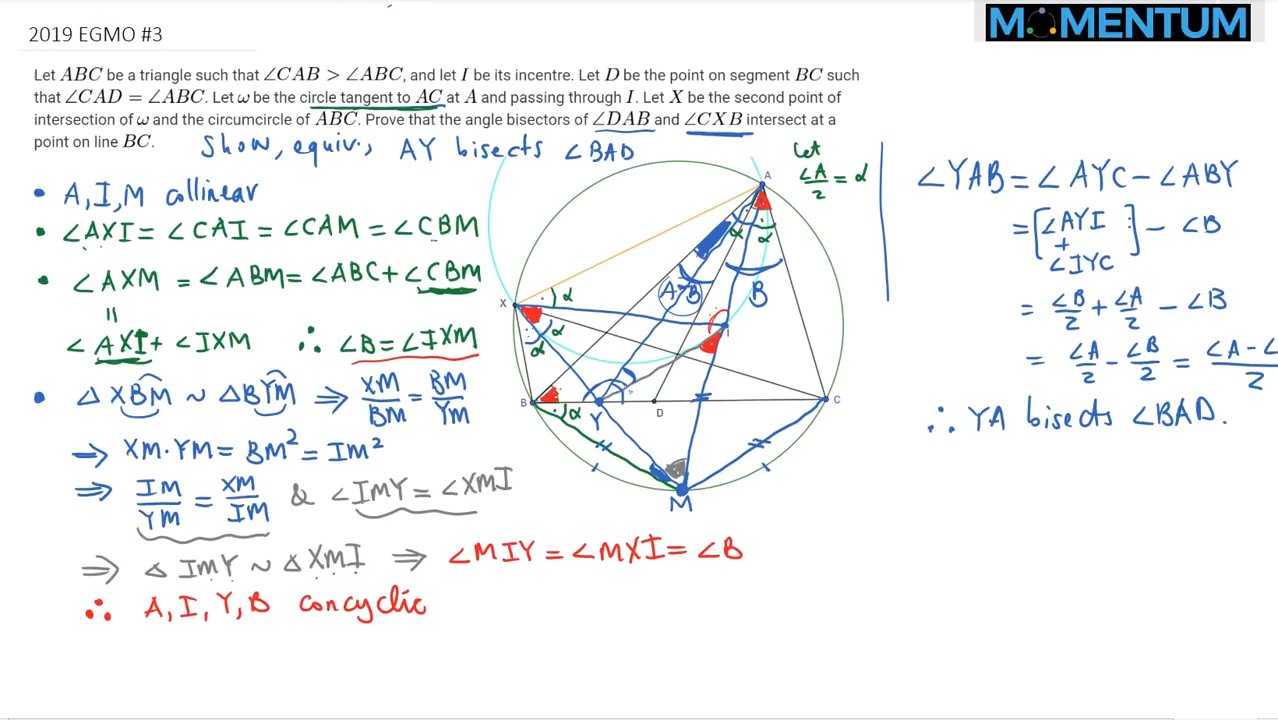 MOMENTUM
2019 EGMO #3
Let ABC be a triangle such that ∠CAB > ∠ABC, and let I be its incentre. Let D be the point on segment BC such
that ∠CAD = ∠ABC. Let ω be the circle tangent to AC at A and passing through I. Let X be the second point of
intersection of ω and the circumcircle of ABC. Prove that the angle bisectors of ∠DAB and ∠CXB intersect at a
point on line BC.
Show, equiv., AY bisects ∠BAD
• A, I, M collinear
• ∠AXI = ∠CAI = ∠CAM = ∠CBM
• ∠AXM = ∠ABM = ∠ABC + ∠CBM
=
∠AXI + ∠IXM ∴ ∠B = ∠IXM
• △XBM ~ △BYM ⇒ XM/BM = BM/YM
⇒ XM·YM = BM² = IM²
⇒ IM/YM = XM/IM & ∠IMY = ∠XMI
⇒ △IMY ~ △XMI ⇒ ∠MIY = ∠MXI = ∠B
∴ A, I, Y, B concyclic
Let
∠A/2 = α
A
α α
A-B B
X α
α
α
I
B α Y D C
M
∠YAB = ∠AYC − ∠ABY
= [∠AYI + ∠IYC] − ∠B
= ∠B/2 + ∠A/2 − ∠B
= ∠A/2 − ∠B/2 = ∠A − ∠/2
∴ YA bisects ∠BAD.